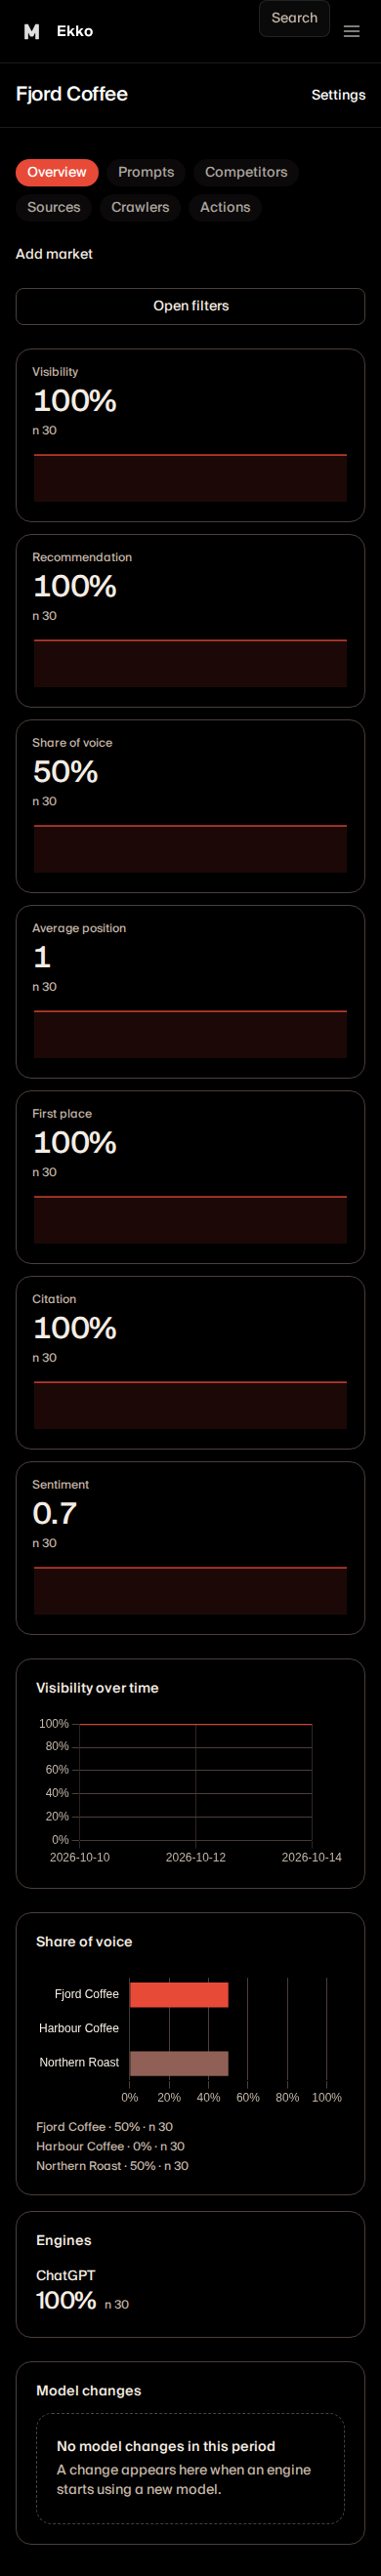 Ekko
Search
Fjord Coffee
Settings
Overview
Prompts
Competitors
Sources
Crawlers
Actions
Add market
Open filters
Visibility
100%
n 30
Recommendation
100%
n 30
Share of voice
50%
n 30
Average position
1
n 30
First place
100%
n 30
Citation
100%
n 30
Sentiment
0.7
n 30
Visibility over time
100%
80%
60%
40%
20%
0%
2026-10-10 2026-10-12 2026-10-14
Share of voice
Fjord Coffee
Harbour Coffee
Northern Roast
0% 20% 40% 60% 80% 100%
Fjord Coffee · 50% · n 30
Harbour Coffee · 0% · n 30
Northern Roast · 50% · n 30
Engines
ChatGPT
100% n 30
Model changes
No model changes in this period
A change appears here when an engine
starts using a new model.